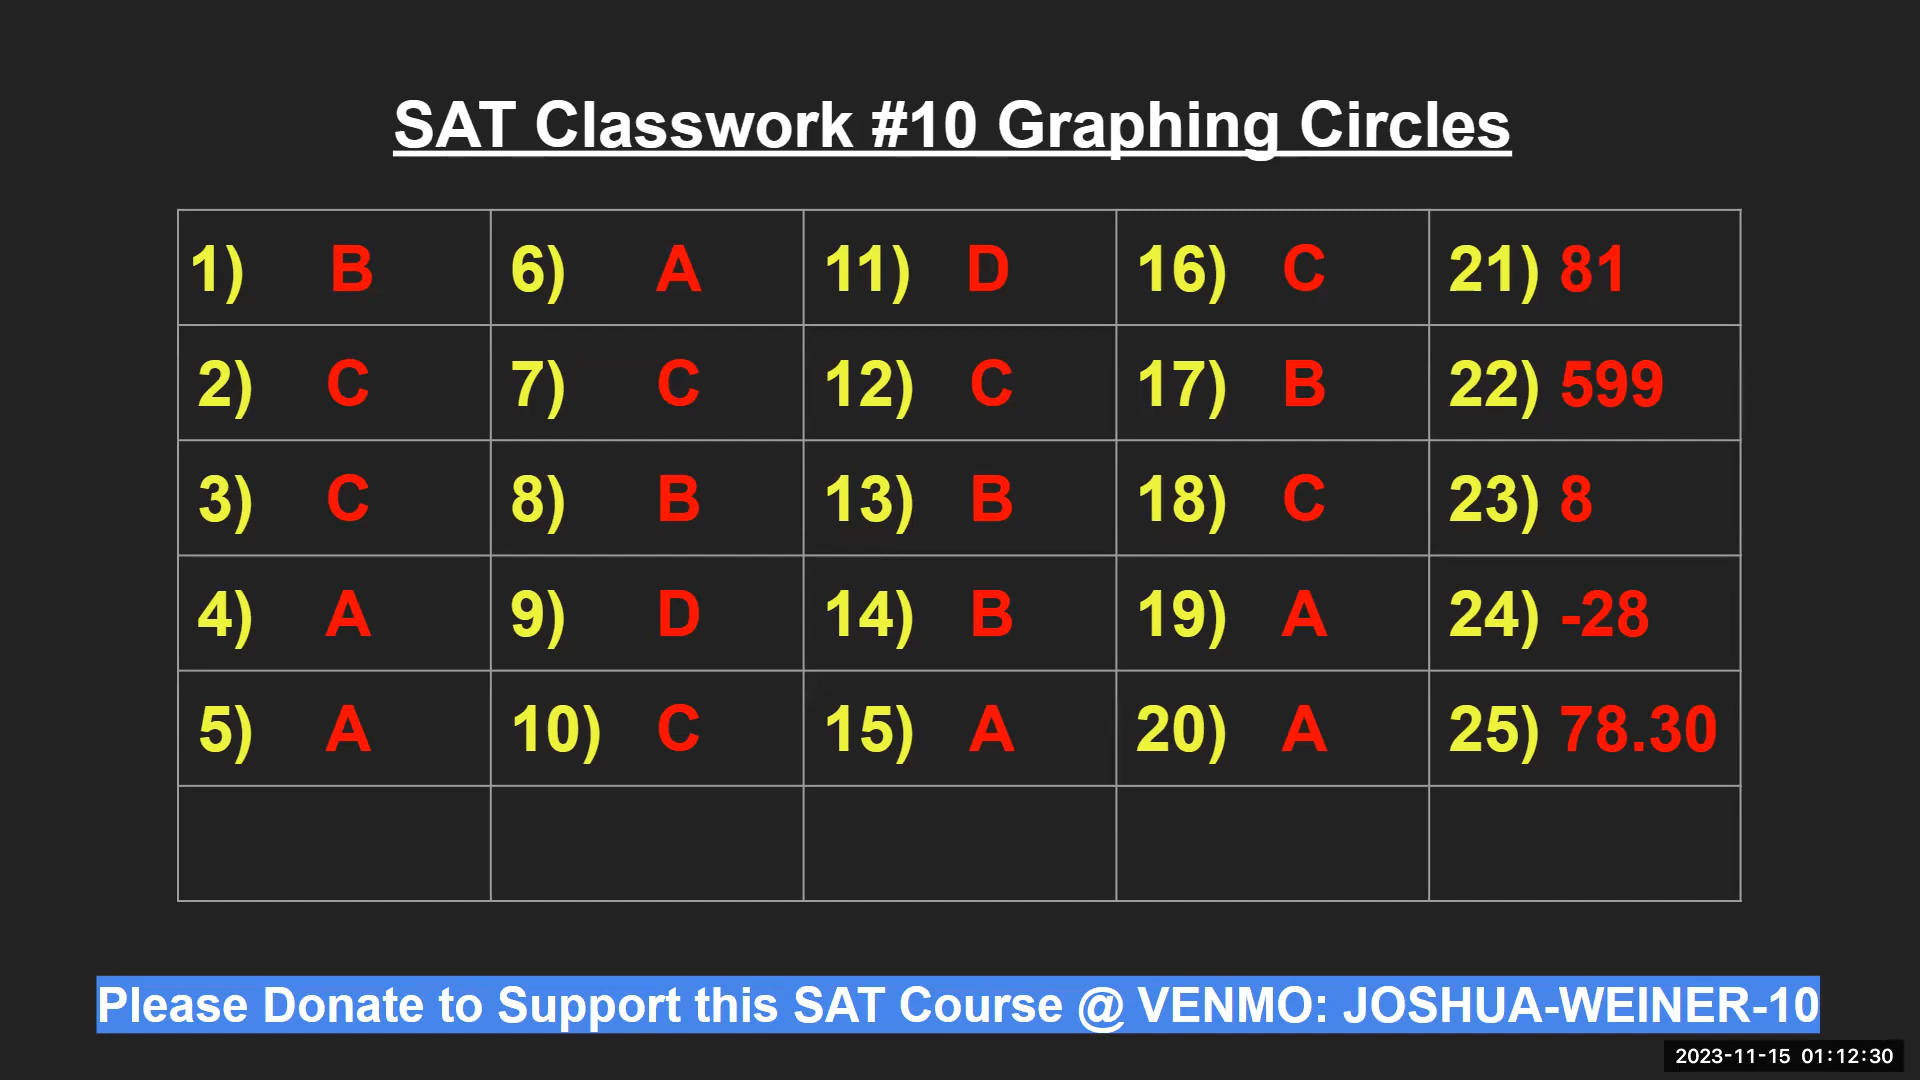 SAT Classwork #10 Graphing Circles
1) B 6) A 11) D 16) C 21) 81
2) C 7) C 12) C 17) B 22) 599
3) C 8) B 13) B 18) C 23) 8
4) A 9) D 14) B 19) A 24) -28
5) A 10) C 15) A 20) A 25) 78.30
Please Donate to Support this SAT Course @ VENMO: JOSHUA-WEINER-10
2023-11-15 01:12:30